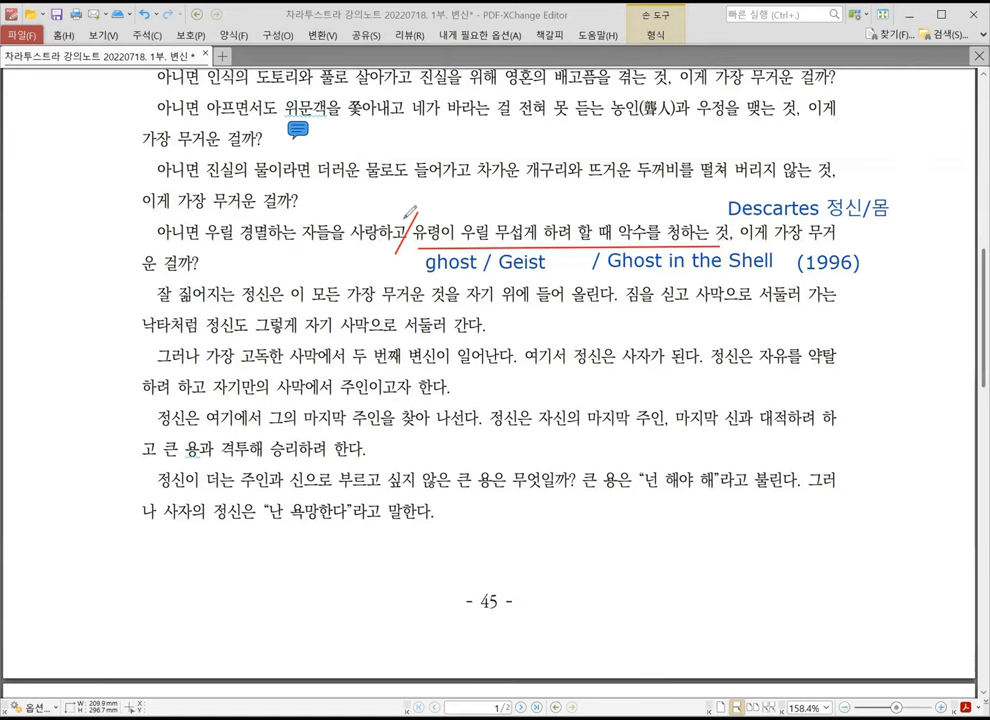 차라투스트라 강의노트 20220718. 1부. 변신* - PDF-XChange Editor
손 도구
빠른 실행 (Ctrl+.)
파일(F) 홈(H) 보기(V) 주석(C) 보호(P) 양식(F) 구성(O) 변환(V) 공유(S) 리뷰(R) 내게 필요한 옵션(A) 책갈피 도움말(H) 형식
찾기(F)... 검색(S)...
차라투스트라 강의노트 20220718. 1부. 변신 *
아니면 인식의 도토리와 풀로 살아가고 진실을 위해 영혼의 배고픔을 겪는 것, 이게 가장 무거운 걸까?
아니면 아프면서도 위문객을 쫓아내고 네가 바라는 걸 전혀 못 듣는 농인(聾人)과 우정을 맺는 것, 이게
가장 무거운 걸까?
아니면 진실의 물이라면 더러운 물로도 들어가고 차가운 개구리와 뜨거운 두꺼비를 떨쳐 버리지 않는 것,
이게 가장 무거운 걸까?
Descartes 정신/몸
아니면 우릴 경멸하는 자들을 사랑하고 유령이 우릴 무섭게 하려 할 때 악수를 청하는 것, 이게 가장 무거
운 걸까?
ghost / Geist / Ghost in the Shell (1996)
잘 짊어지는 정신은 이 모든 가장 무거운 것을 자기 위에 들어 올린다. 짐을 싣고 사막으로 서둘러 가는
낙타처럼 정신도 그렇게 자기 사막으로 서둘러 간다.
그러나 가장 고독한 사막에서 두 번째 변신이 일어난다. 여기서 정신은 사자가 된다. 정신은 자유를 약탈
하려 하고 자기만의 사막에서 주인이고자 한다.
정신은 여기에서 그의 마지막 주인을 찾아 나선다. 정신은 자신의 마지막 주인, 마지막 신과 대적하려 하
고 큰 용과 격투해 승리하려 한다.
정신이 더는 주인과 신으로 부르고 싶지 않은 큰 용은 무엇일까? 큰 용은 “넌 해야 해”라고 불린다. 그러
나 사자의 정신은 “난 욕망한다”라고 말한다.
- 45 -
옵션...
W: 209.9mm
H: 296.7mm
X:
Y:
1/2
158.4%